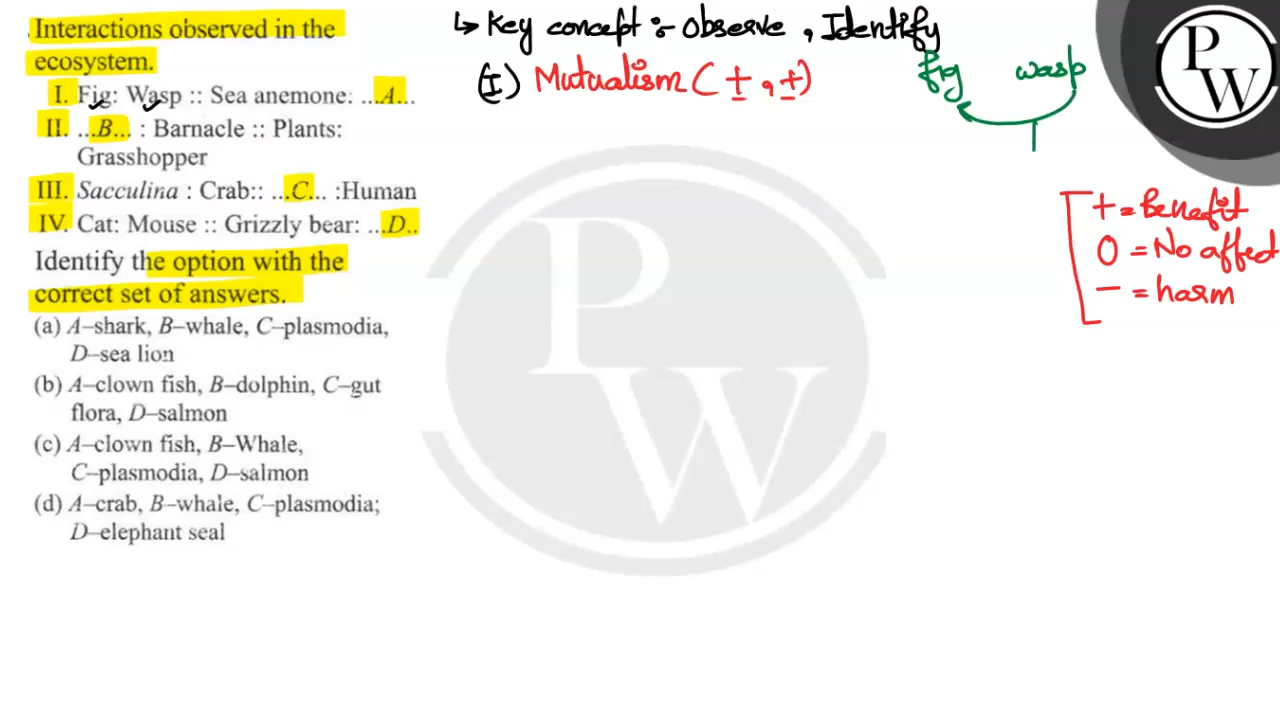 Interactions observed in the
ecosystem.
I. Fig: Wasp :: Sea anemone: ...A...
II. ...B... : Barnacle :: Plants:
Grasshopper
III. Sacculina : Crab:: ...C... :Human
IV. Cat: Mouse :: Grizzly bear: ...D..
Identify the option with the
correct set of answers.
(a) A–shark, B–whale, C–plasmodia,
D–sea lion
(b) A–clown fish, B–dolphin, C–gut
flora, D–salmon
(c) A–clown fish, B–Whale,
C–plasmodia, D–salmon
(d) A–crab, B–whale, C–plasmodia;
D–elephant seal
↳ Key concept :- Observe , Identify
(I) Mutualism ( + , + )
fig wasp
+ = Benefit
0 = No affect
− = harm
P
W
P
W